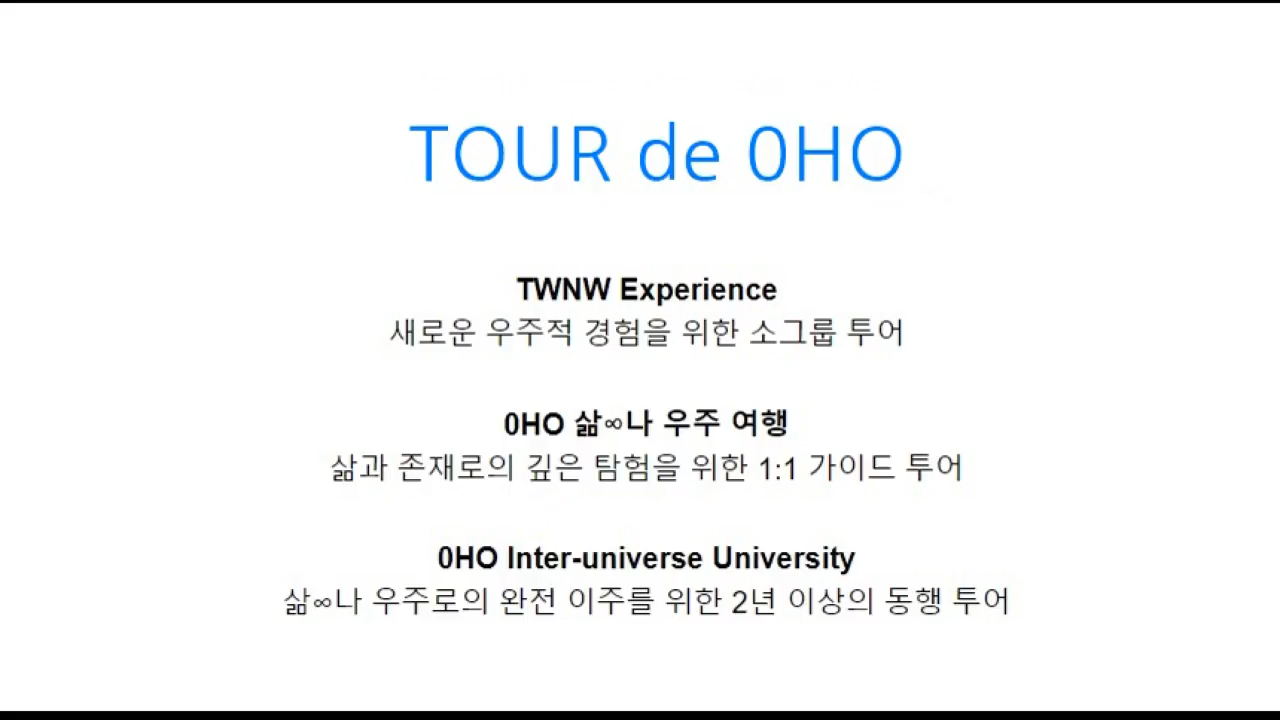 TOUR de 0HO
TWNW Experience
새로운 우주적 경험을 위한 소그룹 투어
0HO 삶∞나 우주 여행
삶과 존재로의 깊은 탐험을 위한 1:1 가이드 투어
0HO Inter-universe University
삶∞나 우주로의 완전 이주를 위한 2년 이상의 동행 투어